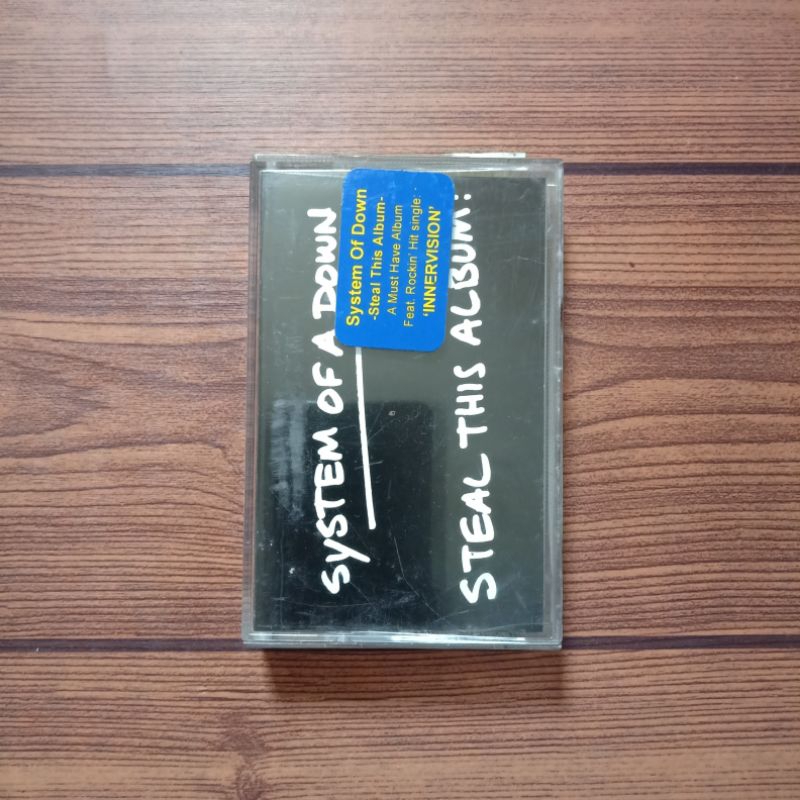 SYSTEM OF A DOWN
System Of Down
-Steal This Album-
A Must Have Album
Feat. Rockin' Hit single:
'INNERVISION'
STEAL THIS ALBUM!